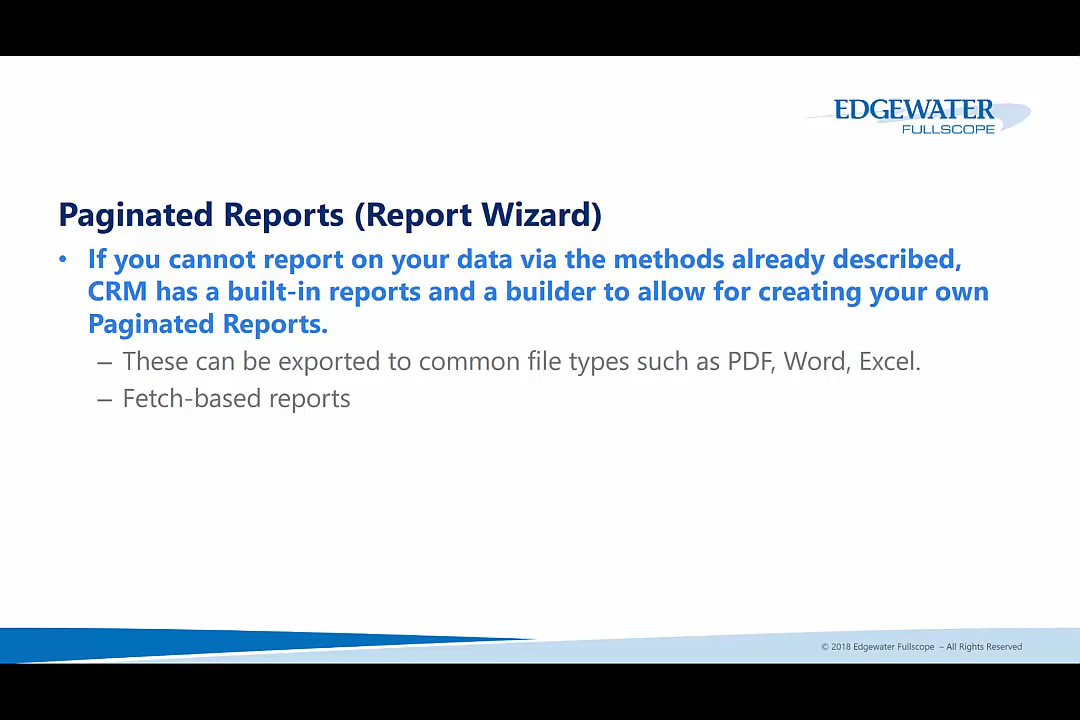 EDGEWATER
FULLSCOPE
Paginated Reports (Report Wizard)
• If you cannot report on your data via the methods already described,
CRM has a built-in reports and a builder to allow for creating your own
Paginated Reports.
– These can be exported to common file types such as PDF, Word, Excel.
– Fetch-based reports
© 2018 Edgewater Fullscope – All Rights Reserved